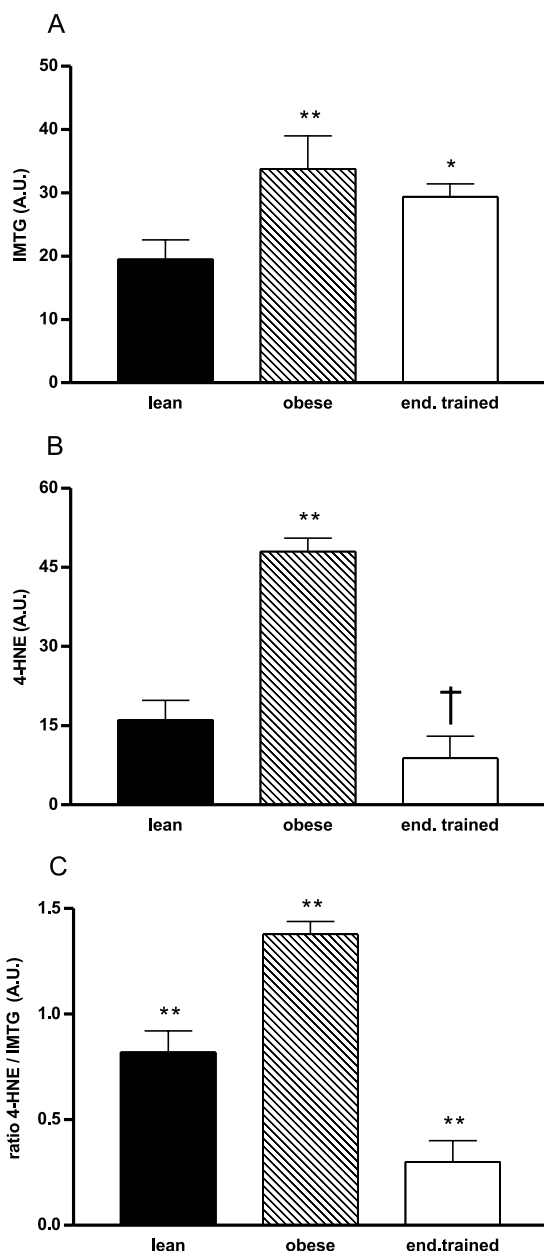 A
50
40
30
20
10
0
IMTG (A.U.)
**
*
lean obese end. trained
B
60
45
30
15
0
4-HNE (A.U.)
**
†
lean obese end. trained
C
1.5
1.0
0.5
0.0
ratio 4-HNE / IMTG (A.U.)
**
**
**
lean obese end.trained